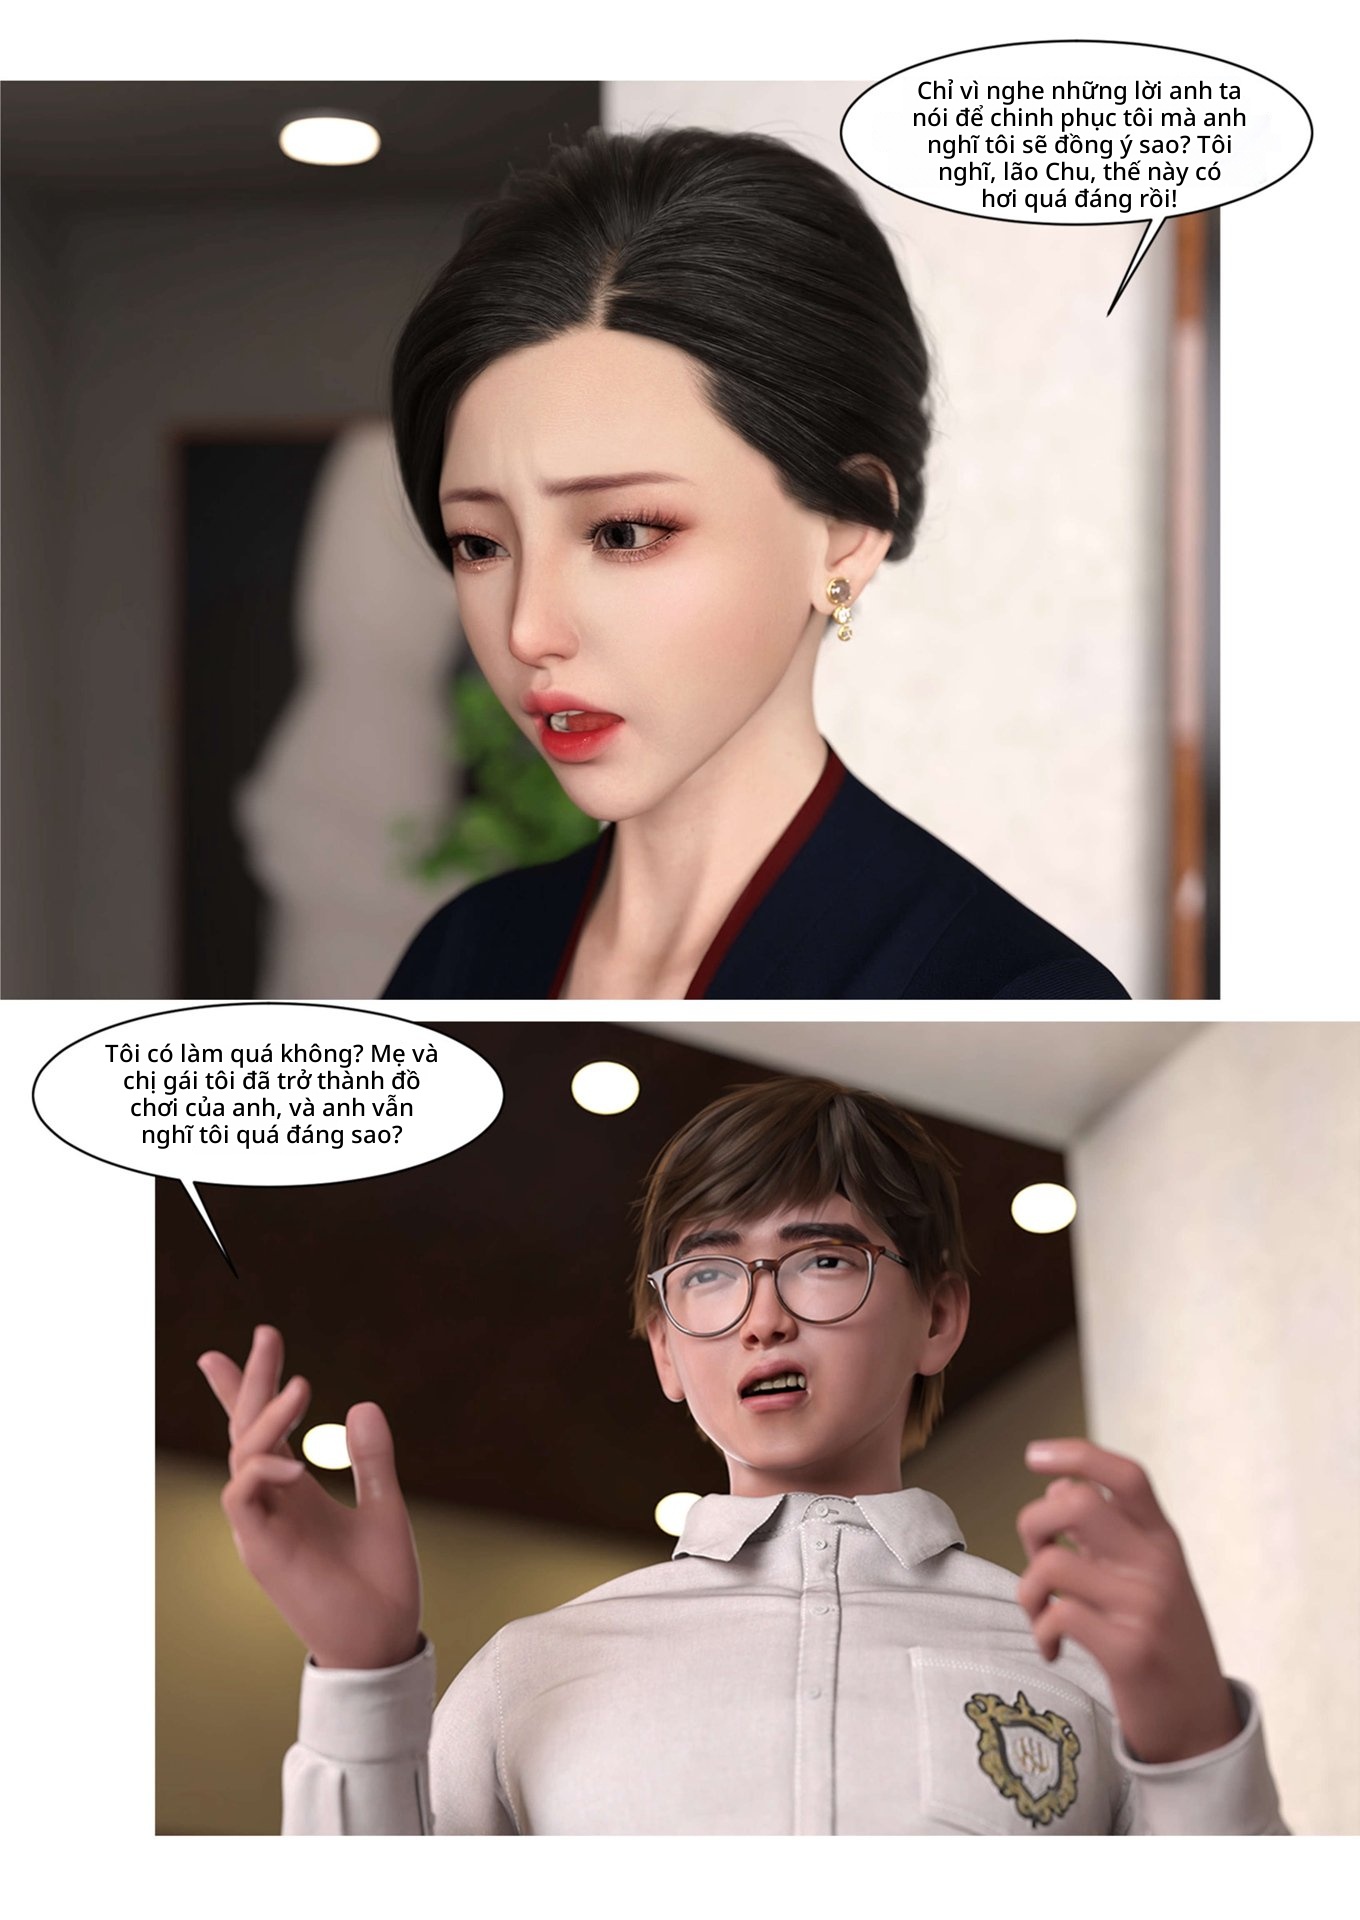 Chỉ vì nghe những lời anh ta
nói để chinh phục tôi mà anh
nghĩ tôi sẽ đồng ý sao? Tôi
nghĩ, lão Chu, thế này có
hơi quá đáng rồi!
Tôi có làm quá không? Mẹ và
chị gái tôi đã trở thành đồ
chơi của anh, và anh vẫn
nghĩ tôi quá đáng sao?